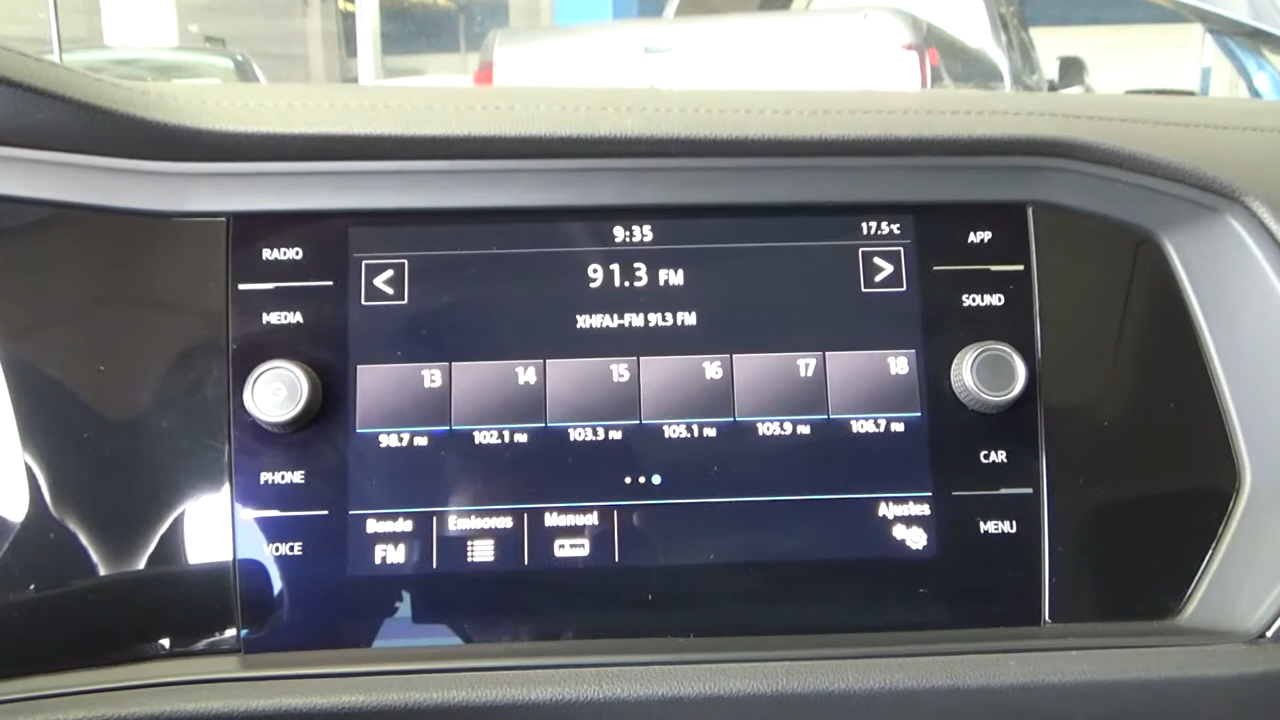 9:35
17.5°C
91.3 FM
XHFAJ-FM 91.3 FM
13 14 15 16 17 18
98.7 FM 102.1 FM 103.3 FM 105.1 FM 105.9 FM 106.7 FM
Banda Emisoras Manual Ajustes
FM
RADIO
MEDIA
PHONE
VOICE
APP
SOUND
CAR
MENU